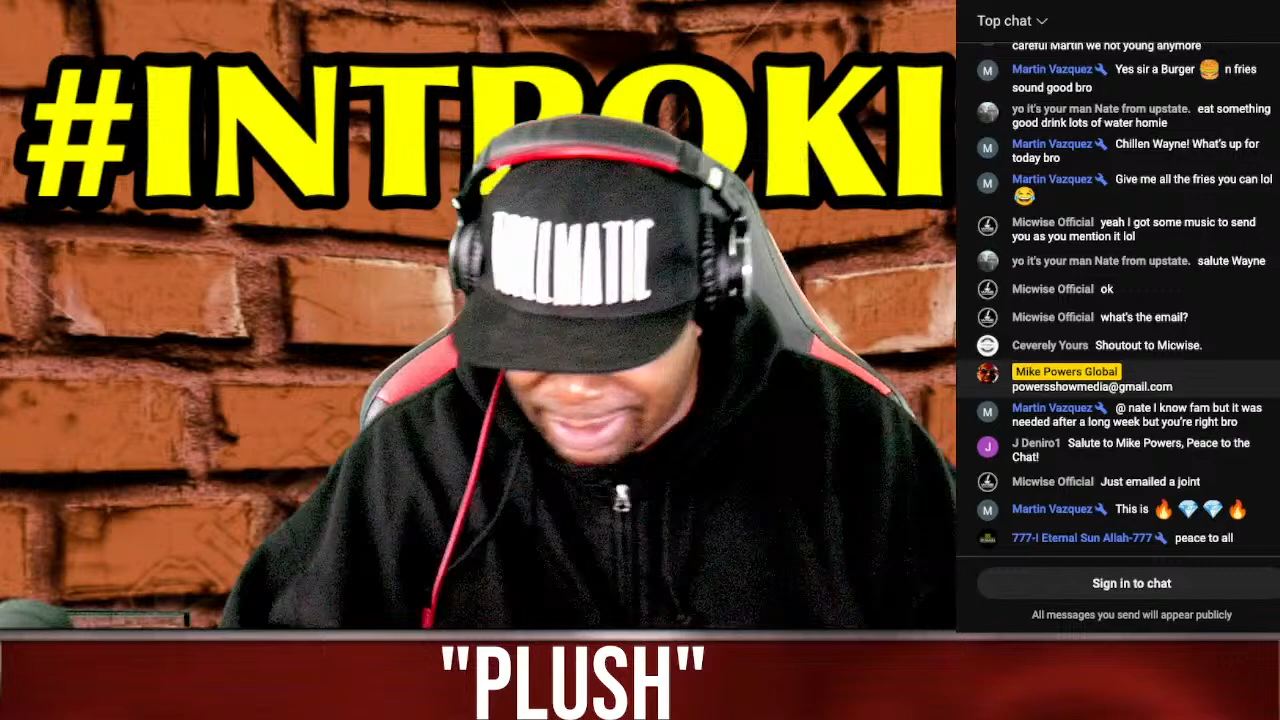 #INTROKI
ILLMATIC
"PLUSH"
Top chat
careful Martin we not young anymore
M
Martin Vazquez Yes sir a Burger 🍔 n fries
sound good bro
yo it's your man Nate from upstate. eat something
good drink lots of water homie
M
Martin Vazquez Chillen Wayne! What's up for
today bro
M
Martin Vazquez Give me all the fries you can lol
😂
Micwise Official yeah I got some music to send
you as you mention it lol
yo it's your man Nate from upstate. salute Wayne
Micwise Official ok
Micwise Official what's the email?
Ceverely Yours Shoutout to Micwise.
Mike Powers Global
powersshowmedia@gmail.com
M
Martin Vazquez @ nate I know fam but it was
needed after a long week but you're right bro
J
J Deniro1 Salute to Mike Powers, Peace to the
Chat!
Micwise Official Just emailed a joint
M
Martin Vazquez This is 🔥 💎 💎 🔥
777-I Eternal Sun Allah-777 peace to all
Sign in to chat
All messages you send will appear publicly